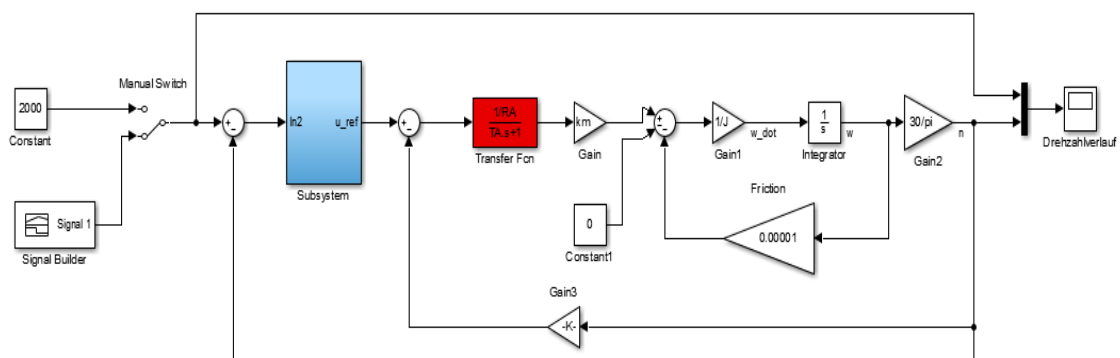 Manual Switch
2000
Constant
Signal 1
Signal Builder
+
-
In2
u_ref
Subsystem
+
-
1/RA
TA.s+1
Transfer Fcn
km
Gain
+
-
-
1/J
Gain1
w_dot
1
s
Integrator
w
30/pi
Gain2
n
Drehzahlverlauf
Friction
0.00001
0
Constant1
Gain3
-K-